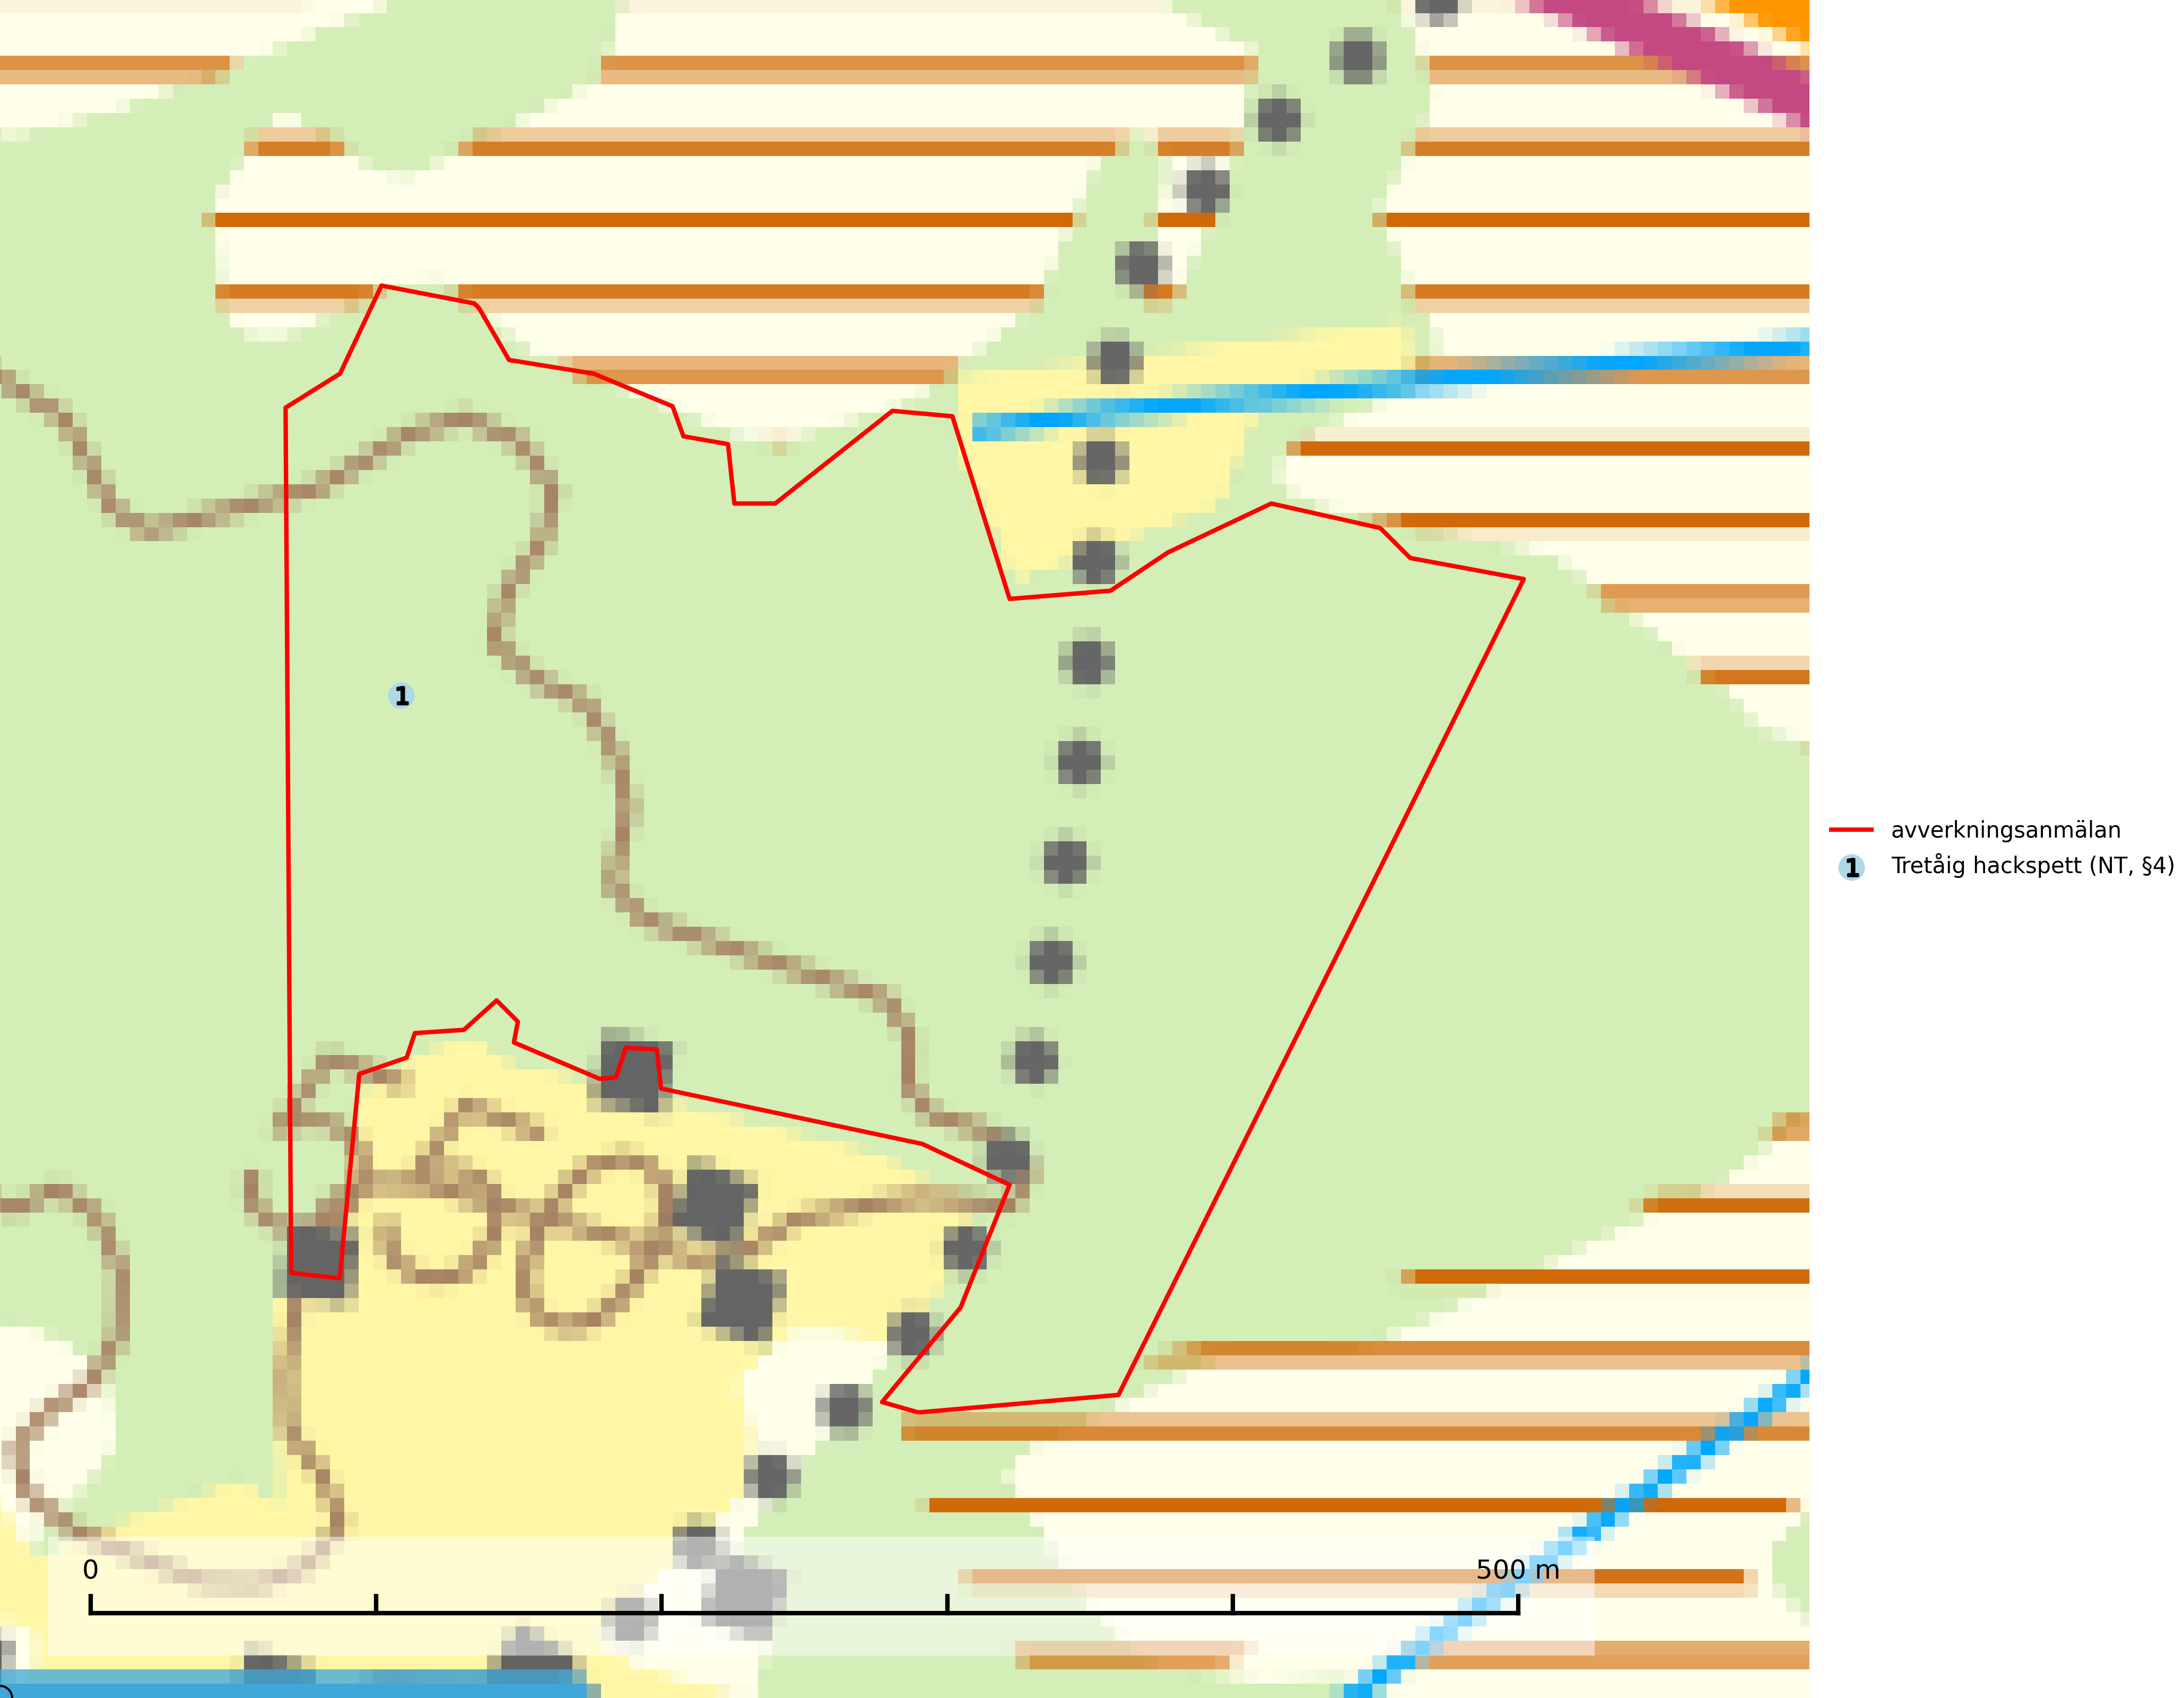 1
avverkningsanmälan
1 Tretåig hackspett (NT, §4)
0 500 m